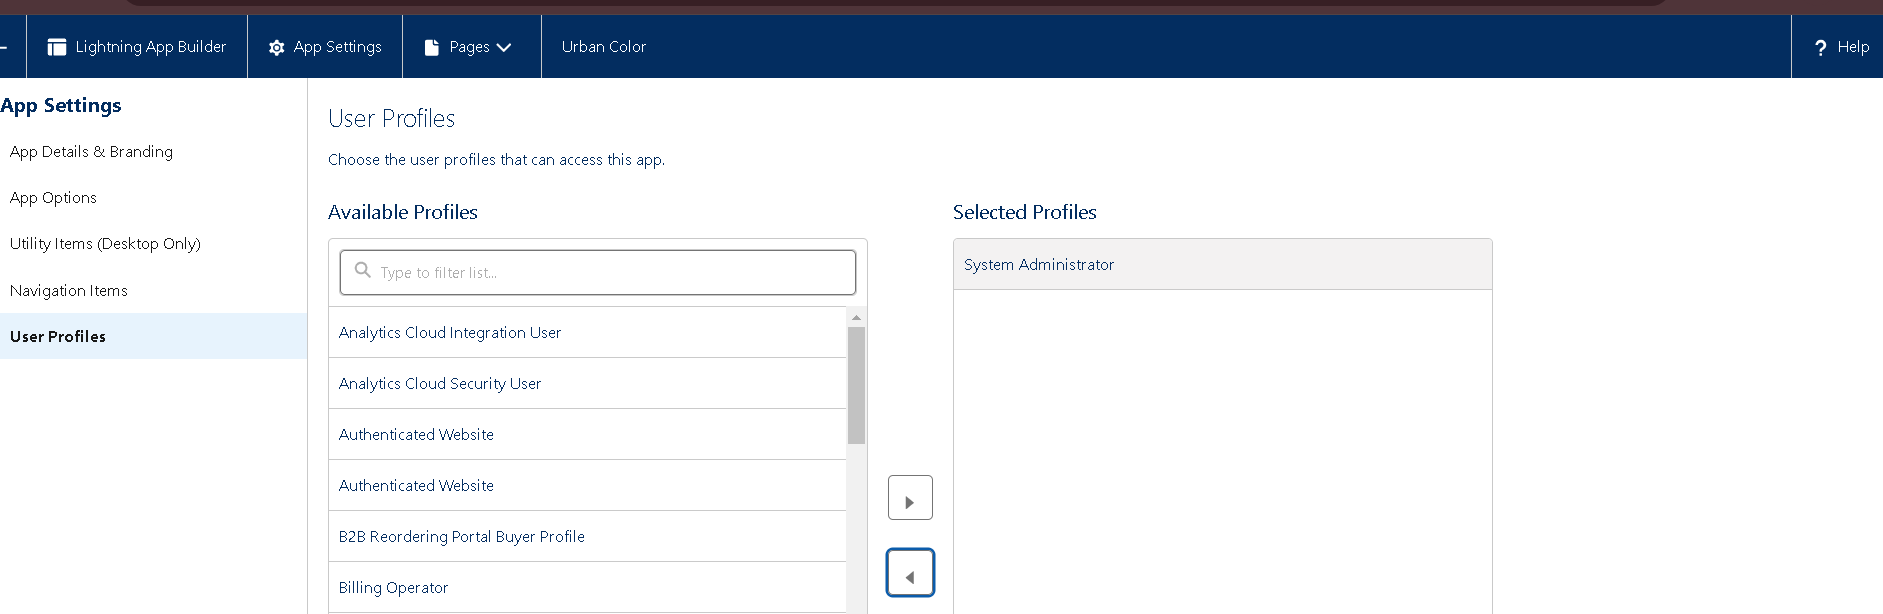 Lightning App Builder
App Settings
Pages
Urban Color
? Help
App Settings
App Details & Branding
App Options
Utility Items (Desktop Only)
Navigation Items
User Profiles
User Profiles
Choose the user profiles that can access this app.
Available Profiles
Type to filter list...
Analytics Cloud Integration User
Analytics Cloud Security User
Authenticated Website
Authenticated Website
B2B Reordering Portal Buyer Profile
Billing Operator
Selected Profiles
System Administrator